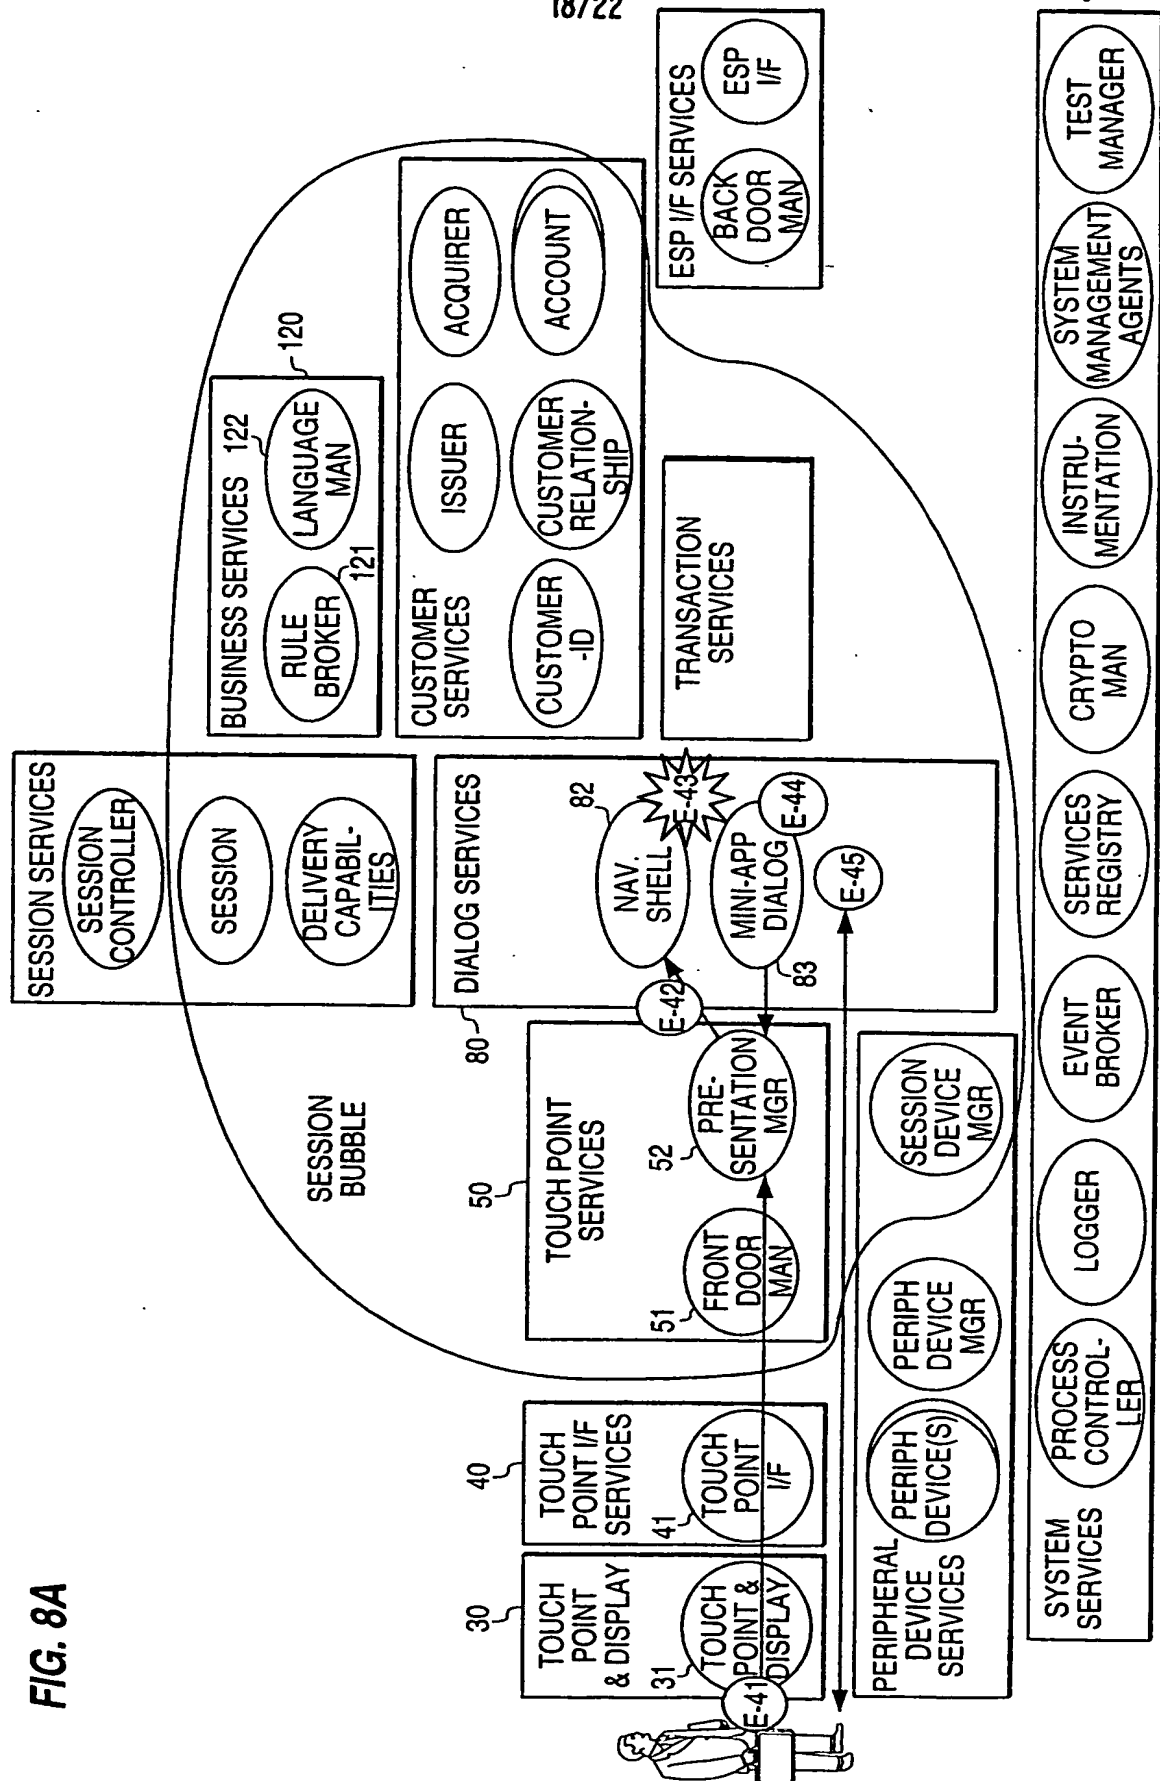 18/22
FIG. 8A
SESSION SERVICES
SESSION
CONTROLLER
SESSION
DELIVERY
CAPABIL-
ITIES
BUSINESS SERVICES
120
RULE
BROKER
121
LANGUAGE
MAN
122
SESSION
BUBBLE
CUSTOMER
SERVICES
ISSUER
ACQUIRER
CUSTOMER
-ID
CUSTOMER
RELATION-
SHIP
ACCOUNT
30
TOUCH
POINT
& DISPLAY
31
TOUCH
POINT &
DISPLAY
E-41
40
TOUCH
POINT I/F
SERVICES
41
TOUCH
POINT
I/F
50
TOUCH POINT
SERVICES
51
FRONT
DOOR
MAN
52
PRE-
SENTATION
MGR
80
DIALOG SERVICES
E-42
NAV.
SHELL
82
E-43
MINI-APP
DIALOG
83
E-44
E-45
TRANSACTION
SERVICES
ESP I/F SERVICES
BACK
DOOR
MAN
ESP
I/F
PERIPHERAL
DEVICE
SERVICES
PERIPH
DEVICE(S)
PERIPH
DEVICE
MGR
SESSION
DEVICE
MGR
SYSTEM
SERVICES
PROCESS
CONTROL-
LER
LOGGER
EVENT
BROKER
SERVICES
REGISTRY
CRYPTO
MAN
INSTRU-
MENTATION
SYSTEM
MANAGEMENT
AGENTS
TEST
MANAGER